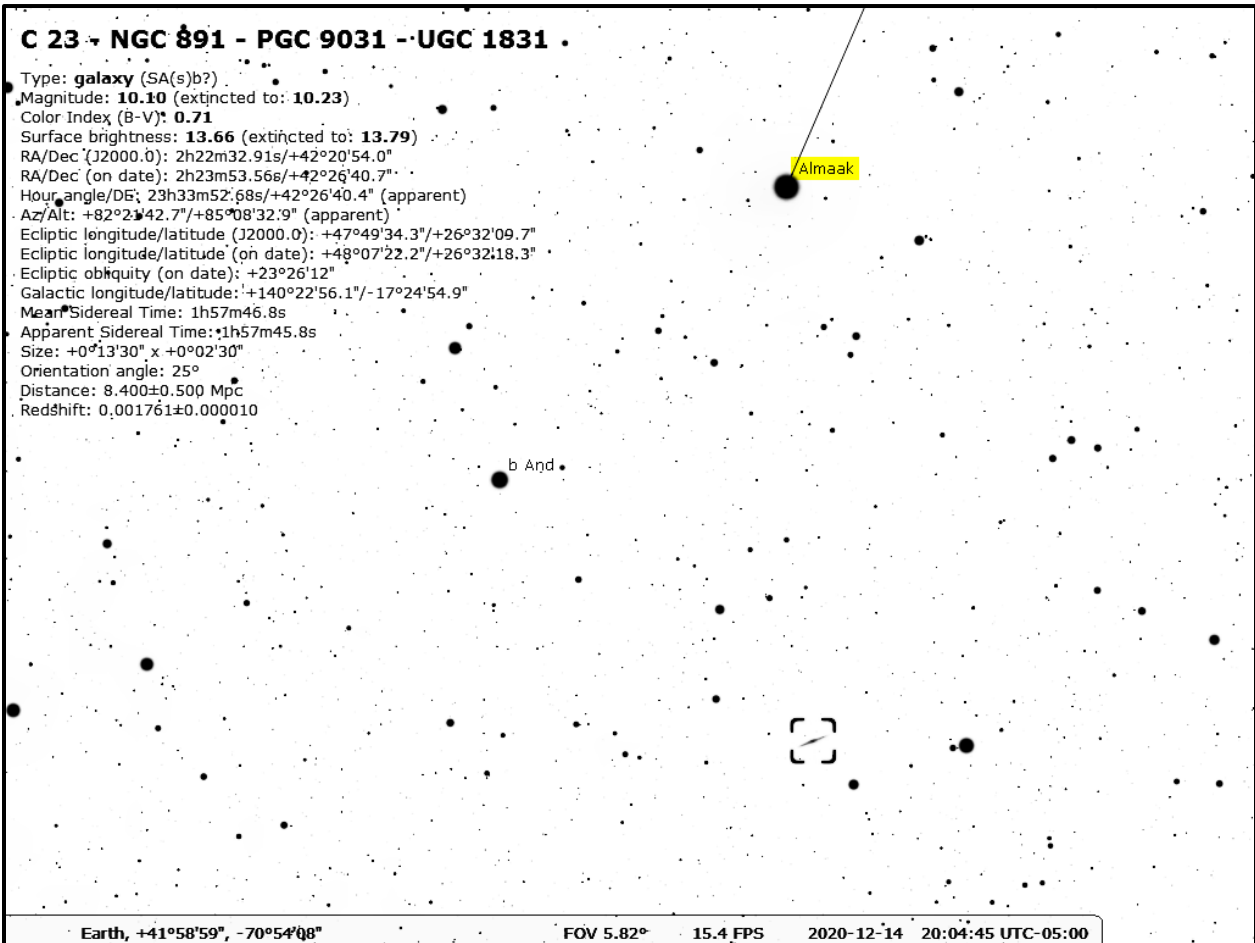 C 23 - NGC 891 - PGC 9031 - UGC 1831
Type: galaxy (SA(s)b?)
Magnitude: 10.10 (extincted to: 10.23)
Color Index (B-V): 0.71
Surface brightness: 13.66 (extincted to: 13.79)
RA/Dec (J2000.0): 2h22m32.91s/+42°20'54.0"
RA/Dec (on date): 2h23m53.56s/+42°26'40.7"
Hour angle/DE: 23h33m52.68s/+42°26'40.4" (apparent)
Az/Alt: +82°21'42.7"/+85°08'32.9" (apparent)
Ecliptic longitude/latitude (J2000.0): +47°49'34.3"/+26°32'09.7"
Ecliptic longitude/latitude (on date): +48°07'22.2"/+26°32'18.3"
Ecliptic obliquity (on date): +23°26'12"
Galactic longitude/latitude: +140°22'56.1"/-17°24'54.9"
Mean Sidereal Time: 1h57m46.8s
Apparent Sidereal Time: 1h57m45.8s
Size: +0°13'30" x +0°02'30"
Orientation angle: 25°
Distance: 8.400±0.500 Mpc
Redshift: 0.001761±0.000010
Almaak
b And
Earth, +41°58'59", -70°54'08" FOV 5.82° 15.4 FPS 2020-12-14 20:04:45 UTC-05:00